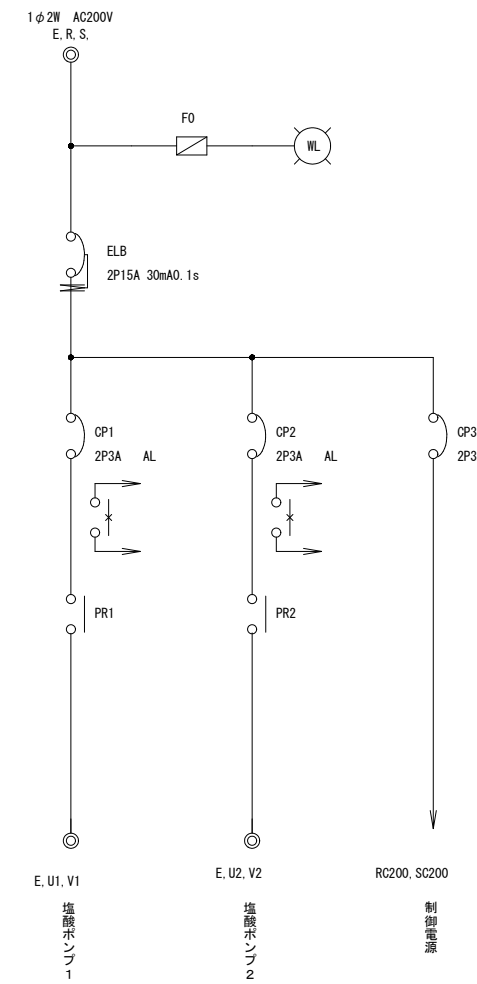 1φ2W AC200V
E,R,S,
F0
WL
ELB
2P15A 30mA0.1s
CP1
2P3A AL
CP2
2P3A AL
CP3
2P3
PR1
PR2
E,U1,V1
E,U2,V2
RC200,SC200
塩酸ポンプ1
塩酸ポンプ2
制御電源